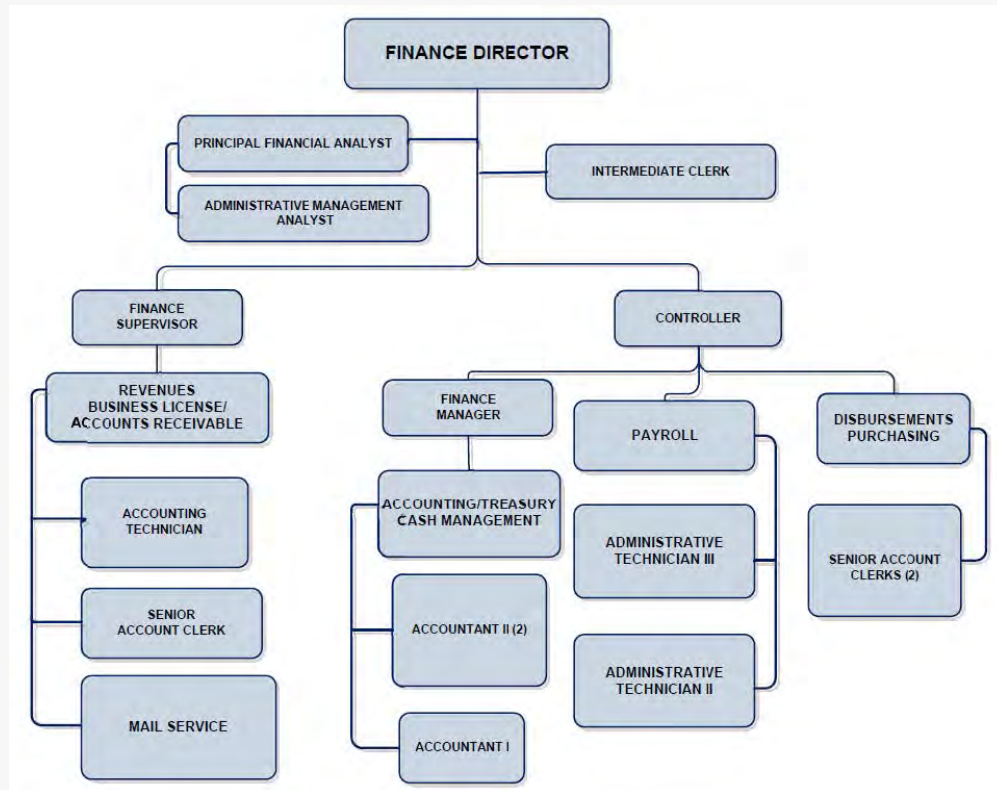 FINANCE DIRECTOR
PRINCIPAL FINANCIAL ANALYST
INTERMEDIATE CLERK
ADMINISTRATIVE MANAGEMENT
ANALYST
FINANCE
SUPERVISOR
CONTROLLER
REVENUES
BUSINESS LICENSE/
ACCOUNTS RECEIVABLE
FINANCE
MANAGER
PAYROLL
DISBURSEMENTS
PURCHASING
ACCOUNTING
TECHNICIAN
ACCOUNTING/TREASURY
CASH MANAGEMENT
ADMINISTRATIVE
TECHNICIAN III
SENIOR ACCOUNT
CLERKS (2)
SENIOR
ACCOUNT CLERK
ACCOUNTANT II (2)
ADMINISTRATIVE
TECHNICIAN II
MAIL SERVICE
ACCOUNTANT I